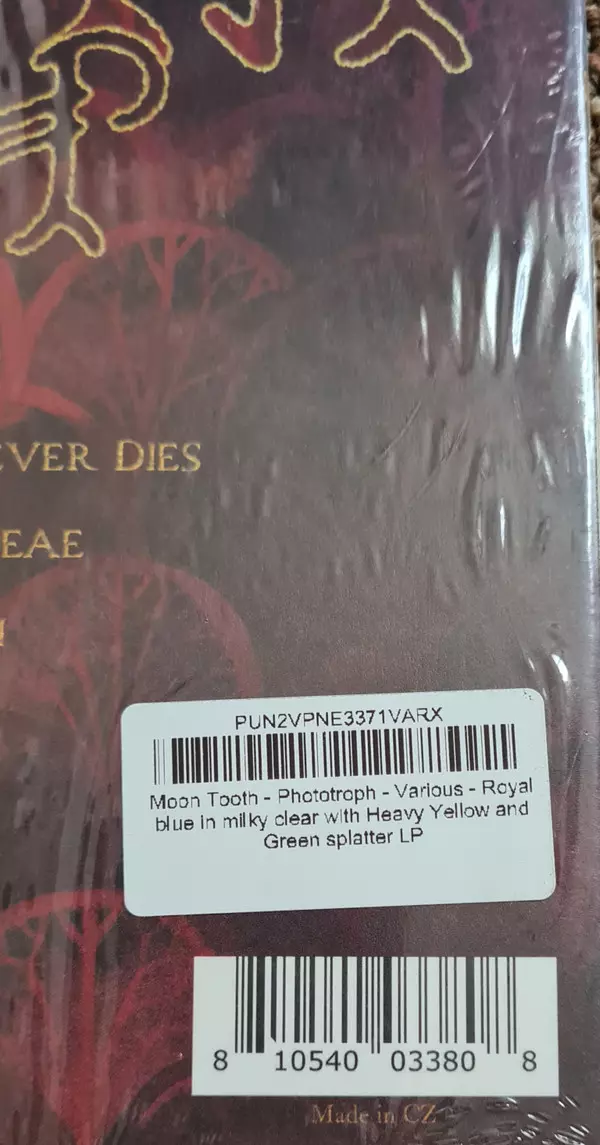 EVER DIES
EAE
PUN2VPNE3371VARX
Moon Tooth - Phototroph - Various - Royal
blue in milky clear with Heavy Yellow and
Green splatter LP
8 10540 03380 8
Made in CZ